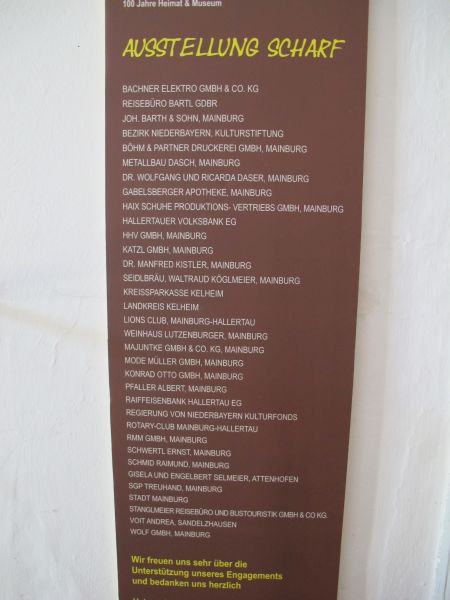 100 Jahre Heimat & Museum
AUSSTELLUNG SCHARF
BACHNER ELEKTRO GMBH & CO. KG
REISEBÜRO BARTL GDBR
JOH. BARTH & SOHN, MAINBURG
BEZIRK NIEDERBAYERN, KULTURSTIFTUNG
BÖHM & PARTNER DRUCKEREI GMBH, MAINBURG
METALLBAU DASCH, MAINBURG
DR. WOLFGANG UND RICARDA DASER, MAINBURG
GABELSBERGER APOTHEKE, MAINBURG
HAIX SCHUHE PRODUKTIONS- VERTRIEBS GMBH, MAINBURG
HALLERTAUER VOLKSBANK EG
HHV GMBH, MAINBURG
KATZL GMBH, MAINBURG
DR. MANFRED KISTLER, MAINBURG
SEIDLBRÄU, WALTRAUD KÖGLMEIER, MAINBURG
KREISSPARKASSE KELHEIM
LANDKREIS KELHEIM
LIONS CLUB, MAINBURG-HALLERTAU
WEINHAUS LUTZENBURGER, MAINBURG
MAJUNTKE GMBH & CO. KG, MAINBURG
MODE MÜLLER GMBH, MAINBURG
KONRAD OTTO GMBH, MAINBURG
PFALLER ALBERT, MAINBURG
RAIFFEISENBANK HALLERTAU EG
REGIERUNG VON NIEDERBAYERN KULTURFONDS
ROTARY-CLUB MAINBURG-HALLERTAU
RMM GMBH, MAINBURG
SCHWERTL ERNST, MAINBURG
SCHMID RAIMUND, MAINBURG
GISELA UND ENGELBERT SELMEIER, ATTENHOFEN
SGP TREUHAND, MAINBURG
STADT MAINBURG
STANGLMEIER REISEBÜRO UND BUSTOURISTIK GMBH & CO KG.
VOIT ANDREA, SANDELZHAUSEN
WOLF GMBH, MAINBURG
Wir freuen uns sehr über die
Unterstützung unseres Engagements
und bedanken uns herzlich